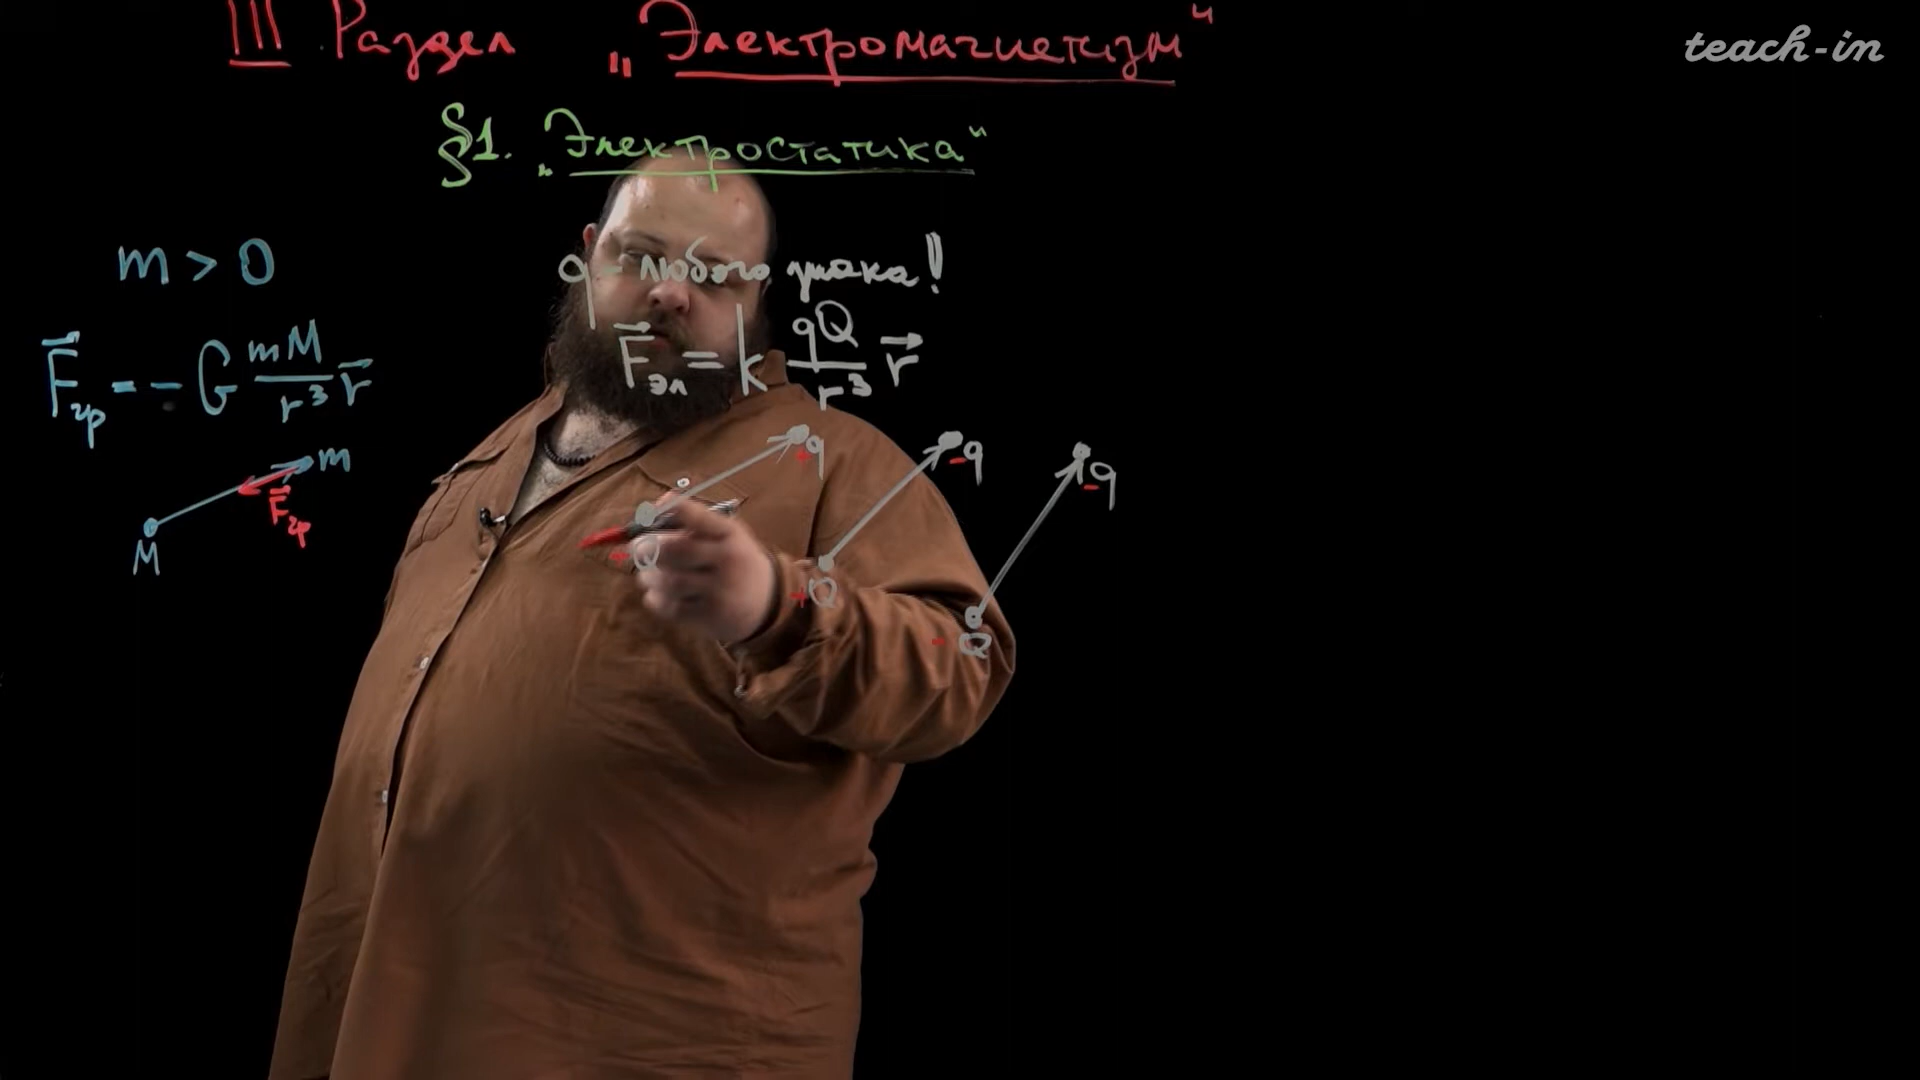 III Раздел „Электромагнетизм“
teach-in
§1. „Электростатика“
m > 0
q - любого знака!
F⃗гр = - G mM/r³ r⃗
F⃗эл = k qQ/r³ r⃗
m
F⃗гр
M
+q
+Q
-q
+Q
-q
-Q